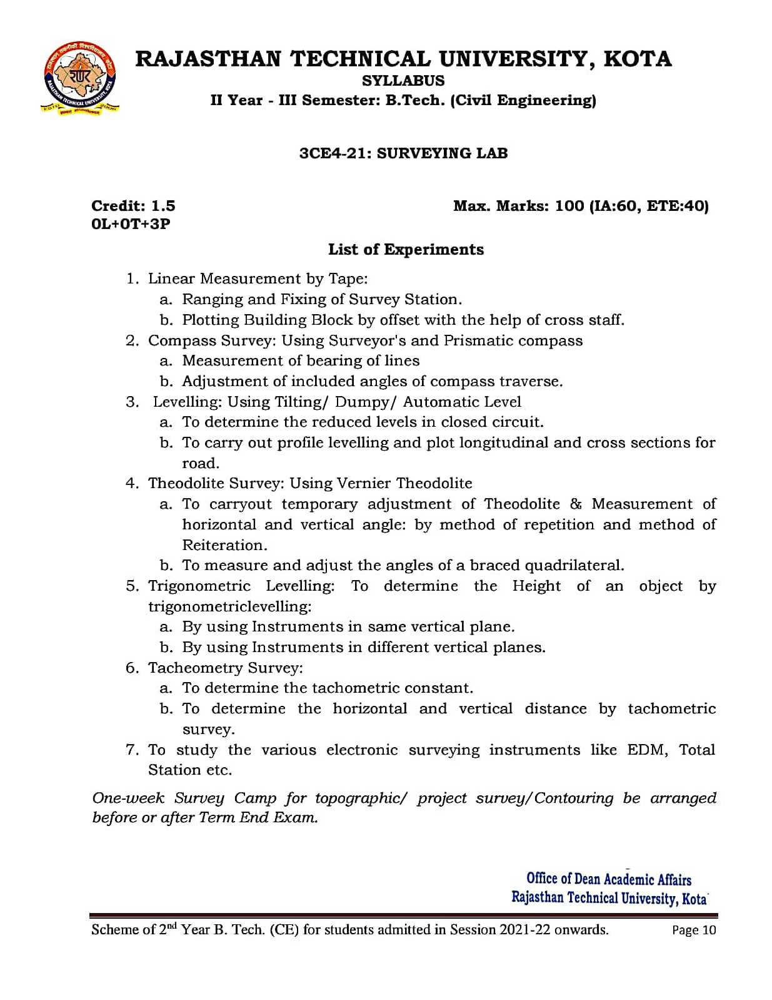 RAJASTHAN TECHNICAL UNIVERSITY, KOTA
SYLLABUS
II Year - III Semester: B.Tech. (Civil Engineering)
3CE4-21: SURVEYING LAB
Credit: 1.5 Max. Marks: 100 (IA:60, ETE:40)
0L+0T+3P
List of Experiments
1. Linear Measurement by Tape:
a. Ranging and Fixing of Survey Station.
b. Plotting Building Block by offset with the help of cross staff.
2. Compass Survey: Using Surveyor's and Prismatic compass
a. Measurement of bearing of lines
b. Adjustment of included angles of compass traverse.
3. Levelling: Using Tilting/ Dumpy/ Automatic Level
a. To determine the reduced levels in closed circuit.
b. To carry out profile levelling and plot longitudinal and cross sections for
road.
4. Theodolite Survey: Using Vernier Theodolite
a. To carryout temporary adjustment of Theodolite & Measurement of
horizontal and vertical angle: by method of repetition and method of
Reiteration.
b. To measure and adjust the angles of a braced quadrilateral.
5. Trigonometric Levelling: To determine the Height of an object by
trigonometriclevelling:
a. By using Instruments in same vertical plane.
b. By using Instruments in different vertical planes.
6. Tacheometry Survey:
a. To determine the tachometric constant.
b. To determine the horizontal and vertical distance by tachometric
survey.
7. To study the various electronic surveying instruments like EDM, Total
Station etc.
One-week Survey Camp for topographic/ project survey/Contouring be arranged
before or after Term End Exam.
Office of Dean Academic Affairs
Rajasthan Technical University, Kota
Scheme of 2nd Year B. Tech. (CE) for students admitted in Session 2021-22 onwards. Page 10